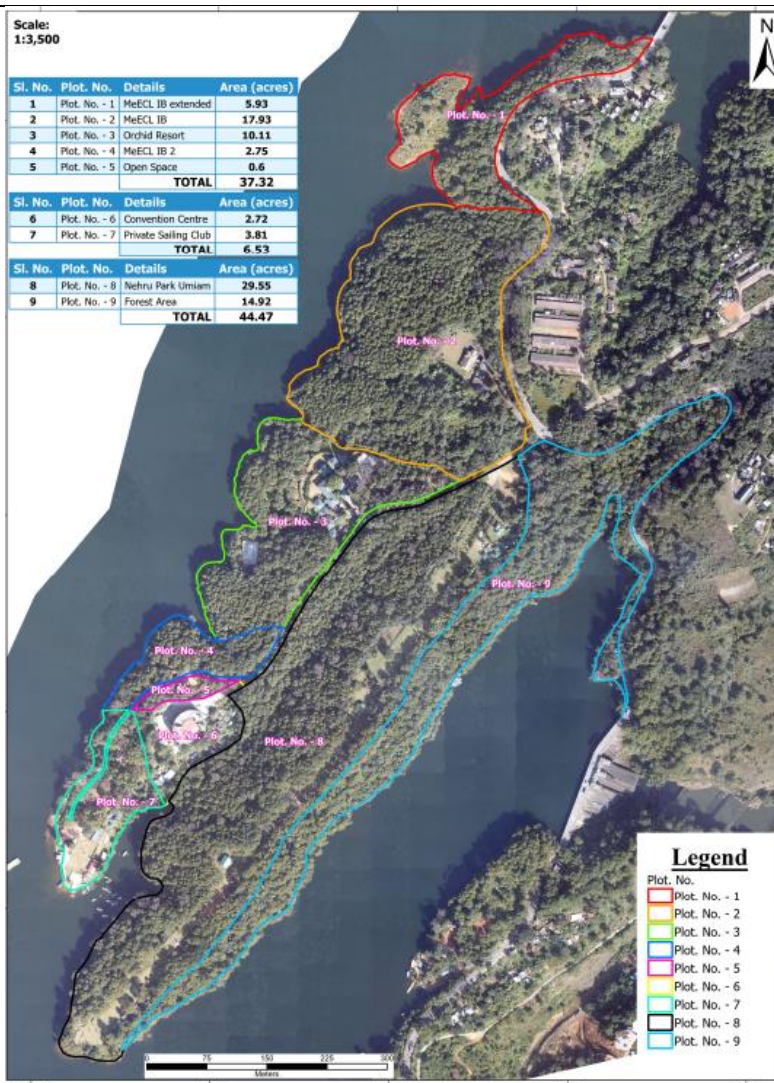 Scale:
1:3,500
N
Sl. No. Plot. No. Details Area (acres)
1 Plot. No. - 1 MeECL IB extended 5.93
2 Plot. No. - 2 MeECL IB 17.93
3 Plot. No. - 3 Orchid Resort 10.11
4 Plot. No. - 4 MeECL IB 2 2.75
5 Plot. No. - 5 Open Space 0.6
TOTAL 37.32
Sl. No. Plot. No. Details Area (acres)
6 Plot. No. - 6 Convention Centre 2.72
7 Plot. No. - 7 Private Sailing Club 3.81
TOTAL 6.53
Sl. No. Plot. No. Details Area (acres)
8 Plot. No. - 8 Nehru Park Umiam 29.55
9 Plot. No. - 9 Forest Area 14.92
TOTAL 44.47
Plot. No. - 1
Plot. No. - 2
Plot. No. - 3
Plot. No. - 9
Plot. No. - 4
Plot. No. - 5
Plot. No. - 6
Plot. No. - 8
Plot. No. - 7
Legend
Plot. No.
Plot. No. - 1
Plot. No. - 2
Plot. No. - 3
Plot. No. - 4
Plot. No. - 5
Plot. No. - 6
Plot. No. - 7
Plot. No. - 8
Plot. No. - 9
0 75 150 225 300
Meters